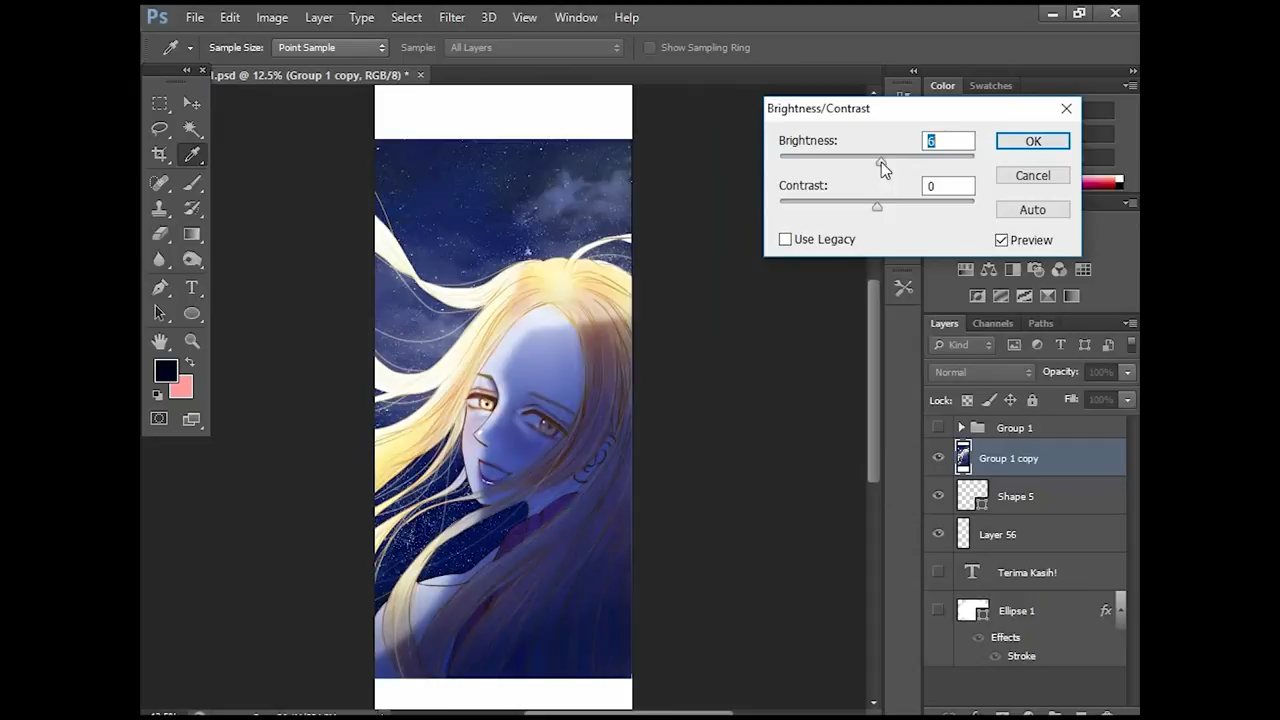 Ps File Edit Image Layer Type Select Filter 3D View Window Help
Sample Size: Point Sample Sample: All Layers Show Sampling Ring
l.psd @ 12.5% (Group 1 copy, RGB/8) *
Color Swatches
Brightness/Contrast
Brightness: 6 OK
Cancel
Contrast: 0
Auto
Use Legacy Preview
Layers Channels Paths
Kind
Normal Opacity: 100%
Lock: Fill: 100%
Group 1
Group 1 copy
Shape 5
Layer 56
T Terima Kasih!
Ellipse 1 fx
Effects
Stroke